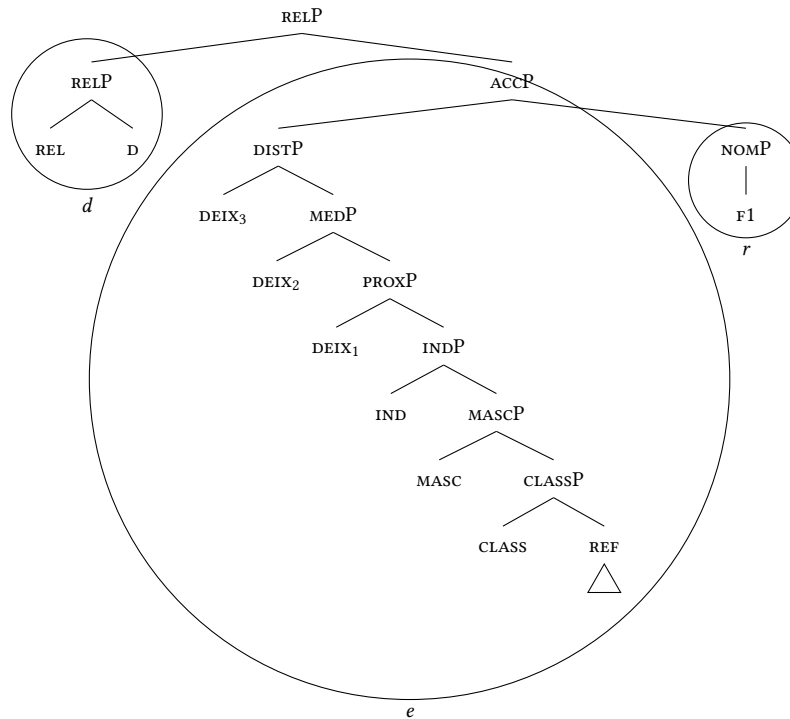 RELP
RELP ACCP
REL D DISTP NOMP
d DEIX3 MEDP F1
r
DEIX2 PROXP
DEIX1 INDP
IND MASCP
MASC CLASSP
CLASS REF
e